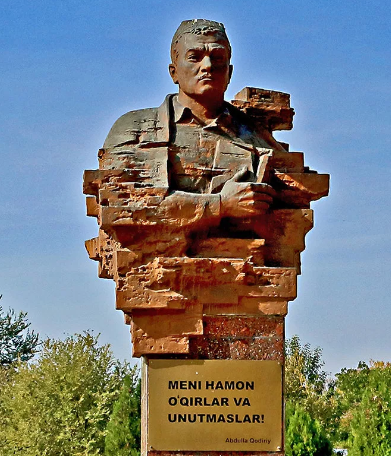 MENI HAMON
O'QIRLAR VA
UNUTMASLAR!
Abdulla Qodiriy